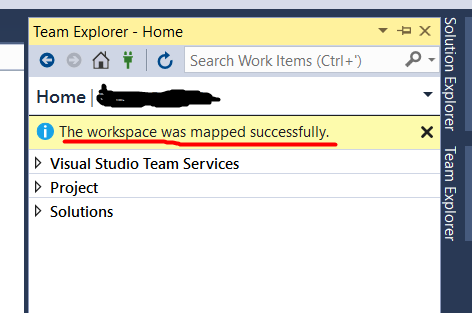 Team Explorer - Home
Search Work Items (Ctrl+')
Home |
The workspace was mapped successfully.
Visual Studio Team Services
Project
Solutions
Solution Explorer
Team Explorer